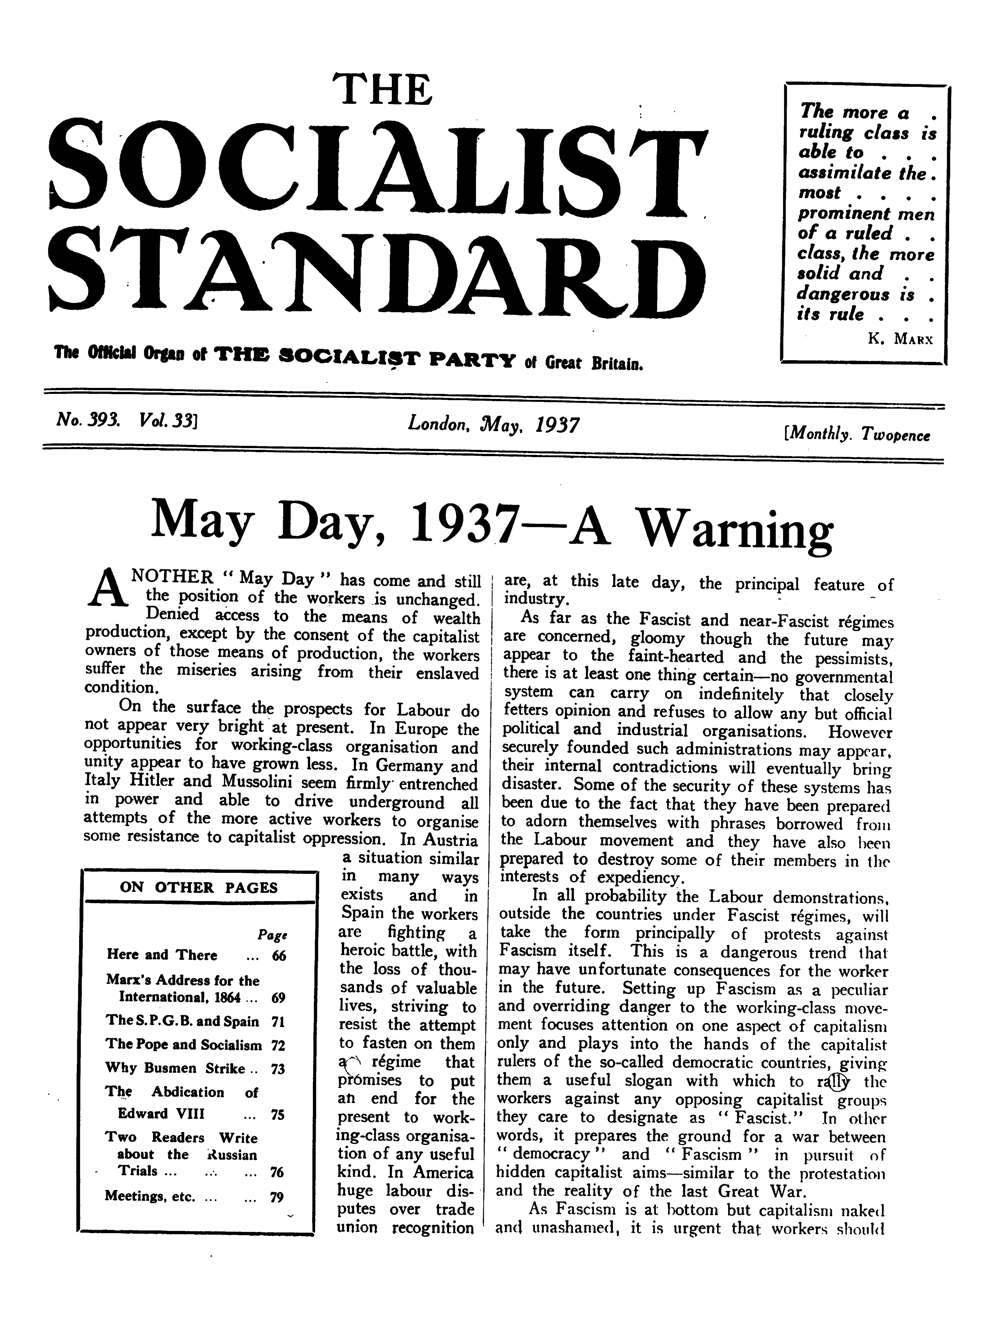 THE
SOCIALIST
STANDARD
The Official Organ of THE SOCIALIST PARTY of Great Britain.
The more a .
ruling class is
able to . . .
assimilate the .
most . . . .
prominent men
of a ruled . .
class, the more
solid and . .
dangerous is .
its rule . . .
K. MARX
No. 393. Vol. 33] London, May, 1937 [Monthly. Twopence
May Day, 1937—A Warning
ANOTHER “ May Day ” has come and still
the position of the workers is unchanged.
Denied access to the means of wealth
production, except by the consent of the capitalist
owners of those means of production, the workers
suffer the miseries arising from their enslaved
condition.
On the surface the prospects for Labour do
not appear very bright at present. In Europe the
opportunities for working-class organisation and
unity appear to have grown less. In Germany and
Italy Hitler and Mussolini seem firmly entrenched
in power and able to drive underground all
attempts of the more active workers to organise
some resistance to capitalist oppression. In Austria
a situation similar
in many ways
exists and in
Spain the workers
are fighting a
heroic battle, with
the loss of thou-
sands of valuable
lives, striving to
resist the attempt
to fasten on them
a régime that
promises to put
an end for the
present to work-
ing-class organisa-
tion of any useful
kind. In America
huge labour dis-
putes over trade
union recognition
ON OTHER PAGES
Page
Here and There ... 66
Marx's Address for the
International, 1864 ... 69
The S.P.G.B. and Spain 71
The Pope and Socialism 72
Why Busmen Strike .. 73
The Abdication of
Edward VIII ... 75
Two Readers Write
about the Russian
Trials ... ... ... 76
Meetings, etc. ... ... 79
are, at this late day, the principal feature of
industry.
As far as the Fascist and near-Fascist régimes
are concerned, gloomy though the future may
appear to the faint-hearted and the pessimists,
there is at least one thing certain—no governmental
system can carry on indefinitely that closely
fetters opinion and refuses to allow any but official
political and industrial organisations. However
securely founded such administrations may appear,
their internal contradictions will eventually bring
disaster. Some of the security of these systems has
been due to the fact that they have been prepared
to adorn themselves with phrases borrowed from
the Labour movement and they have also been
prepared to destroy some of their members in the
interests of expediency.
In all probability the Labour demonstrations,
outside the countries under Fascist régimes, will
take the form principally of protests against
Fascism itself. This is a dangerous trend that
may have unfortunate consequences for the worker
in the future. Setting up Fascism as a peculiar
and overriding danger to the working-class move-
ment focuses attention on one aspect of capitalism
only and plays into the hands of the capitalist
rulers of the so-called democratic countries, giving
them a useful slogan with which to rally the
workers against any opposing capitalist groups
they care to designate as “ Fascist.” In other
words, it prepares the ground for a war between
“ democracy ” and “ Fascism ” in pursuit of
hidden capitalist aims—similar to the protestation
and the reality of the last Great War.
As Fascism is at bottom but capitalism naked
and unashamed, it is urgent that workers should